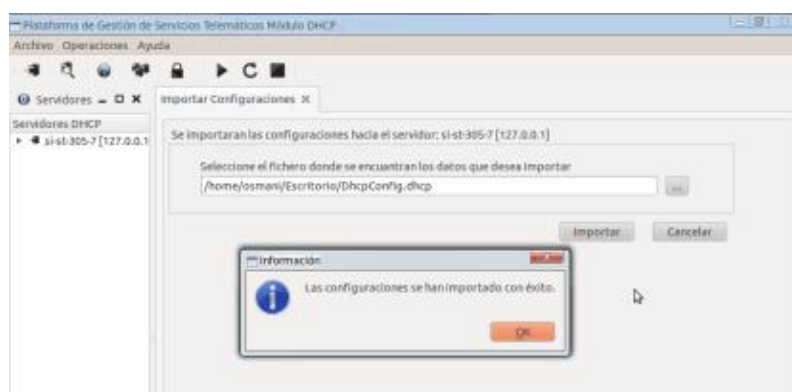 Plataforma de Gestión de Servicios Telemáticos Módulo DHCP
Archivo Operaciones Ayuda
Servidores
Importar Configuraciones
Servidores DHCP
si-st-305-7 [127.0.0.1
Se importaran las configuraciones hacia el servidor: si-st-305-7 [127.0.0.1]
Seleccione el fichero donde se encuantran los datos que desea importar
/home/osmani/Escritorio/DhcpConfig.dhcp
...
Importar Cancelar
Información
Las configuraciones se han importado con éxito.
OK